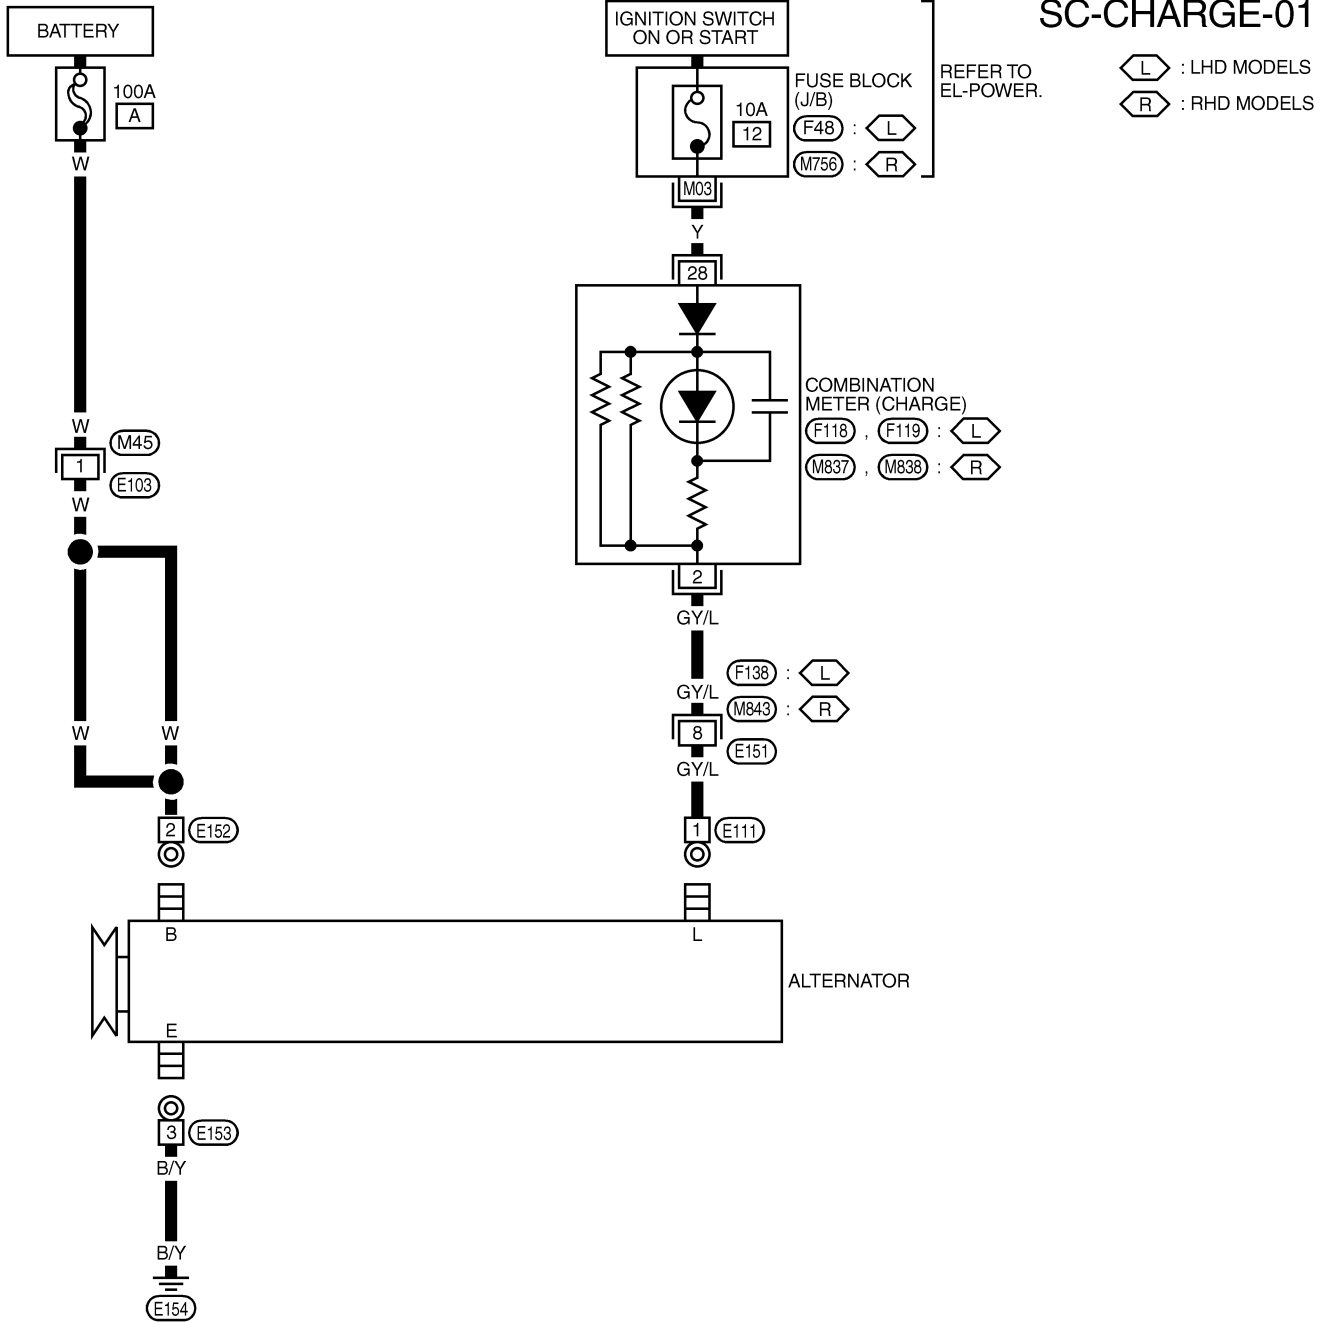 SC-CHARGE-01
BATTERY
IGNITION SWITCH
ON OR START
L : LHD MODELS
R : RHD MODELS
REFER TO
EL-POWER.
100A
A
10A
12
FUSE BLOCK
(J/B)
F48 : L
M756 : R
W
M03
Y
28
COMBINATION
METER (CHARGE)
F118 , F119 : L
M837 , M838 : R
W
M45
1
E103
W
2
GY/L
F138 : L
GY/L
M843 : R
8
E151
GY/L
W
W
2
E152
1
E111
B
L
ALTERNATOR
E
3
E153
B/Y
B/Y
E154